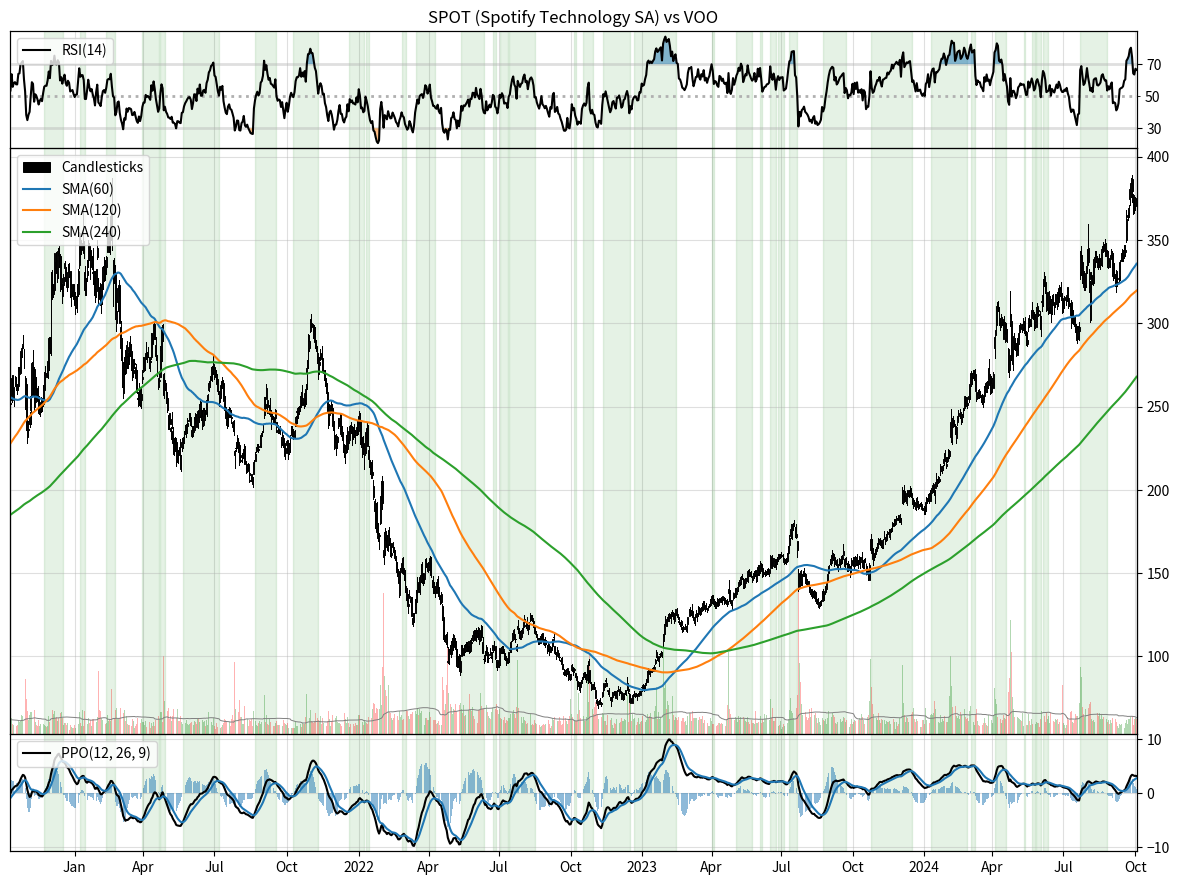 SPOT (Spotify Technology SA) vs VOO
RSI(14)
70
50
30
Candlesticks
SMA(60)
SMA(120)
SMA(240)
400
350
300
250
200
150
100
PPO(12, 26, 9)
10
0
−10
Jan Apr Jul Oct 2022 Apr Jul Oct 2023 Apr Jul Oct 2024 Apr Jul Oct